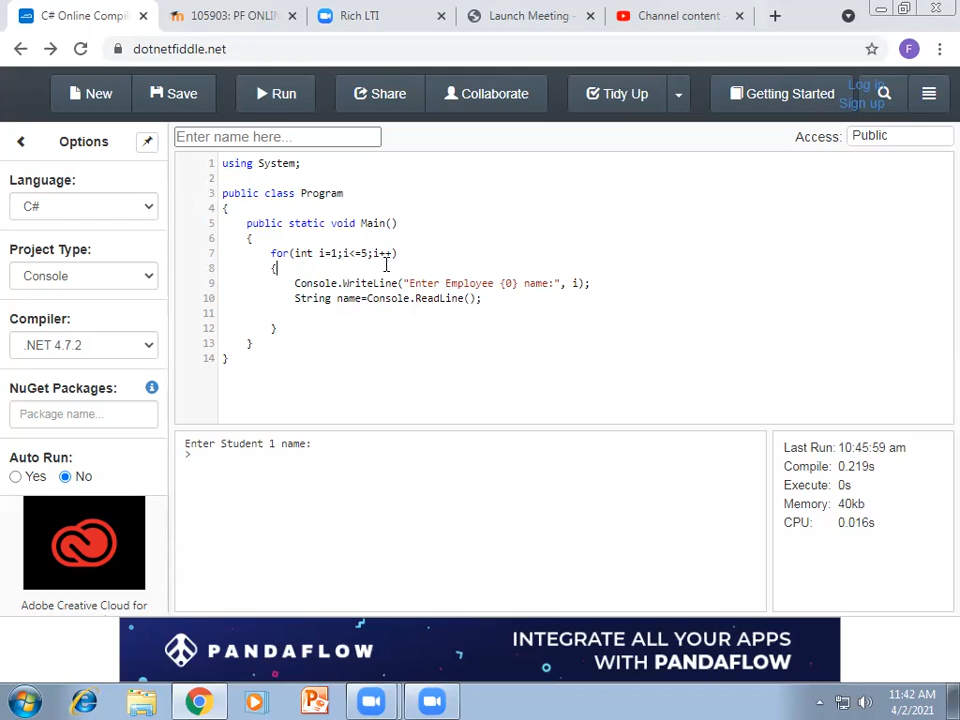 C# Online Compil
105903: PF ONLIN
Rich LTI
Launch Meeting -
Channel content -
dotnetfiddle.net
F
New
Save
Run
Share
Collaborate
Tidy Up
Getting Started
Log in
Sign up
Options
Enter name here...
Access:
Public
Language:
C#
Project Type:
Console
Compiler:
.NET 4.7.2
NuGet Packages:
Package name...
Auto Run:
Yes
No
Adobe Creative Cloud for
1 using System;
2
3 public class Program
4 {
5 public static void Main()
6 {
7 for(int i=1;i<=5;i++)
8 {
9 Console.WriteLine("Enter Employee {0} name:", i);
10 String name=Console.ReadLine();
11
12 }
13 }
14 }
Enter Student 1 name:
>
Last Run: 10:45:59 am
Compile: 0.219s
Execute: 0s
Memory: 40kb
CPU: 0.016s
PANDAFLOW
INTEGRATE ALL YOUR APPS
WITH PANDAFLOW
11:42 AM
4/2/2021